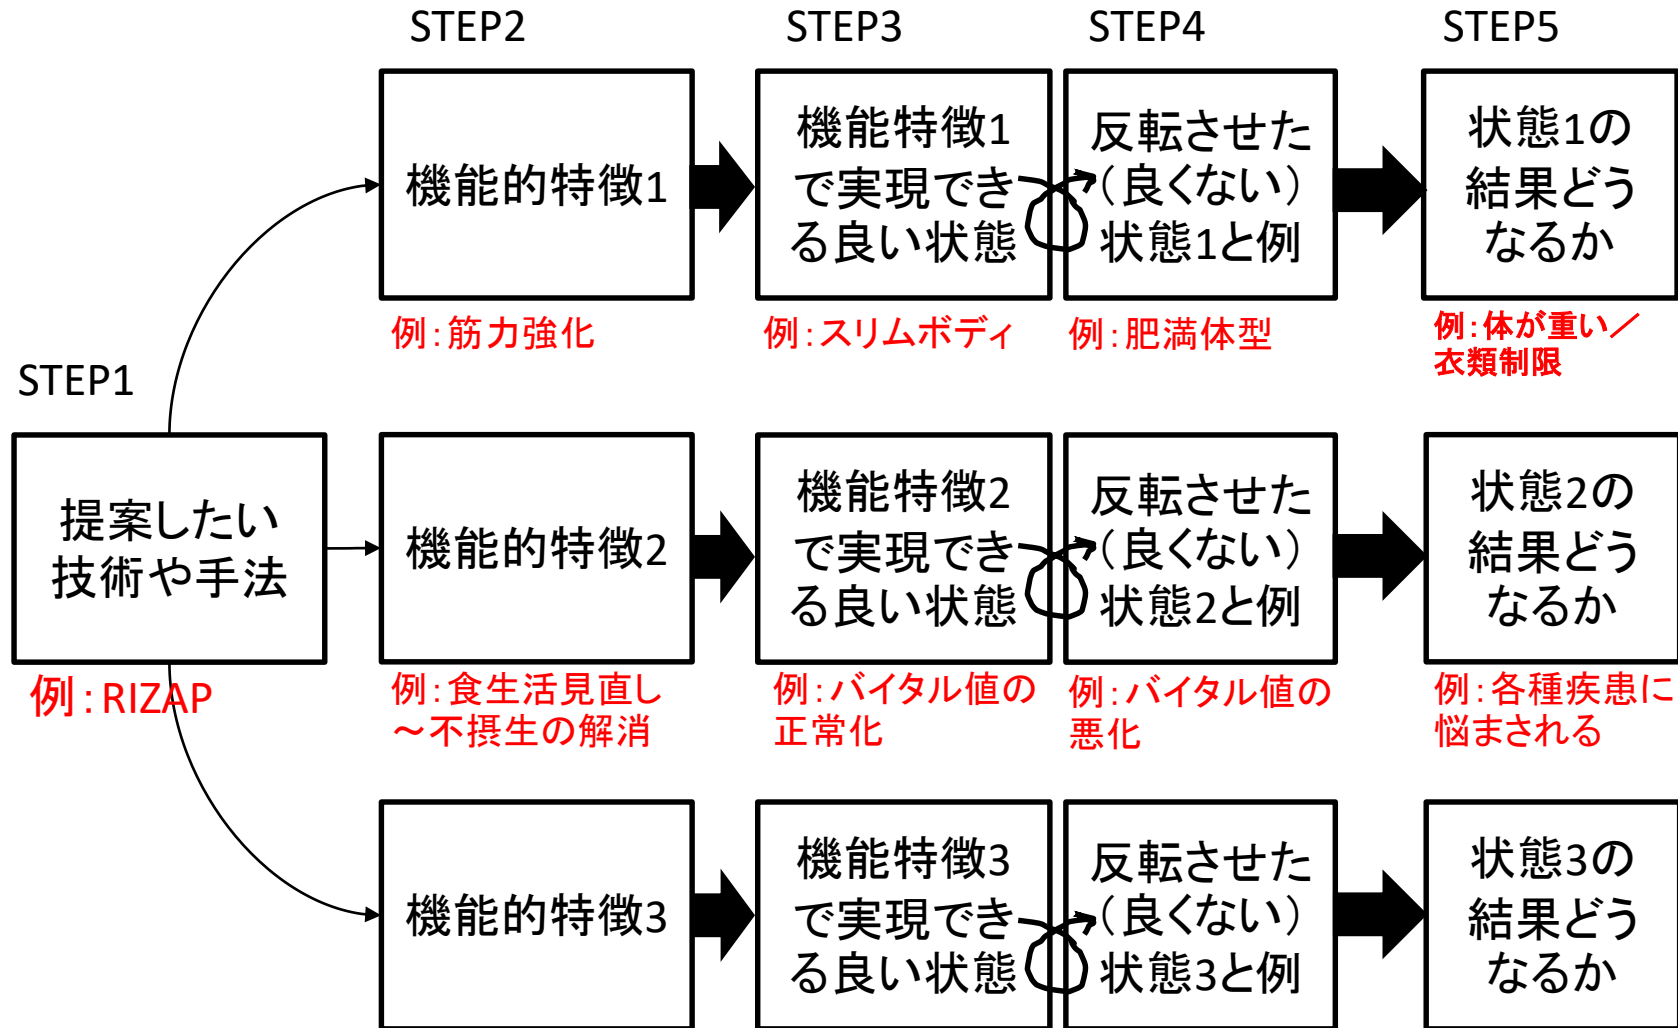 STEP2
STEP3
STEP4
STEP5
機能的特徴1
機能特徴1
で実現でき
る良い状態
反転させた
（良くない）
状態1と例
状態1の
結果どう
なるか
例：筋力強化
例：スリムボディ
例：肥満体型
例：体が重い／
衣類制限
STEP1
提案したい
技術や手法
例：RIZAP
機能的特徴2
機能特徴2
で実現でき
る良い状態
反転させた
（良くない）
状態2と例
状態2の
結果どう
なるか
例：食生活見直し
～不摂生の解消
例：バイタル値の
正常化
例：バイタル値の
悪化
例：各種疾患に
悩まされる
機能的特徴3
機能特徴3
で実現でき
る良い状態
反転させた
（良くない）
状態3と例
状態3の
結果どう
なるか